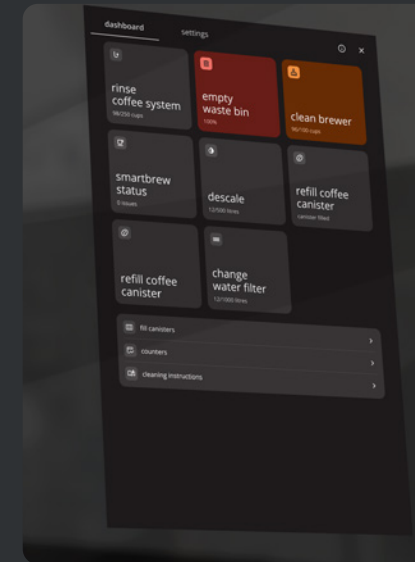 dashboard
settings
rinse
coffee system
98/250 cups
empty
waste bin
100%
clean brewer
96/100 cups
smartbrew
status
0 issues
descale
12/500 litres
refill coffee
canister
canister filled
refill coffee
canister
change
water filter
12/1000 litres
fill canisters
counters
cleaning instructions